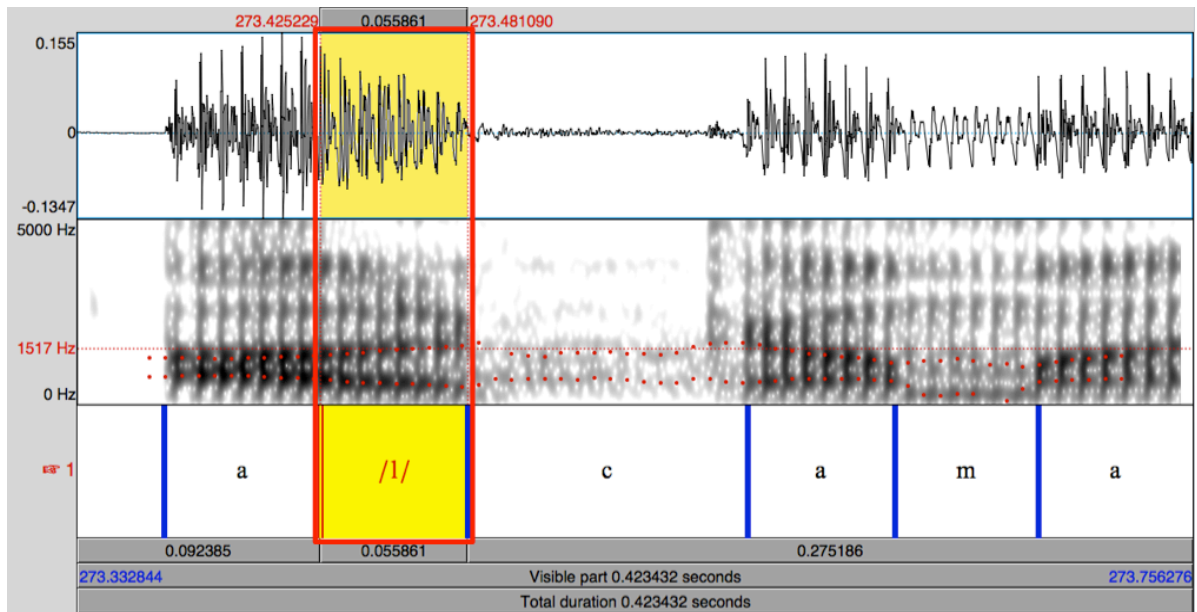 273.425229 0.055861 273.481090
0.155
0
-0.1347
5000 Hz
1517 Hz
0 Hz
1 a /l/ c a m a
0.092385 0.055861 0.275186
273.332844 Visible part 0.423432 seconds 273.756276
Total duration 0.423432 seconds